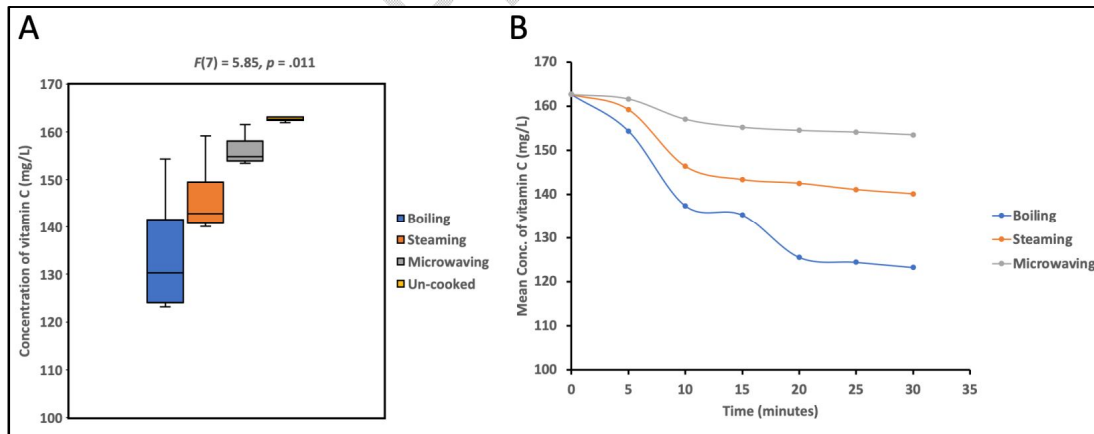 A
F(7) = 5.85, p = .011
Concentration of vitamin C (mg/L)
170
160
150
140
130
120
110
100
Boiling
Steaming
Microwaving
Un-cooked
B
Mean Conc. of vitamin C (mg/L)
170
160
150
140
130
120
110
100
0 5 10 15 20 25 30 35
Time (minutes)
Boiling
Steaming
Microwaving